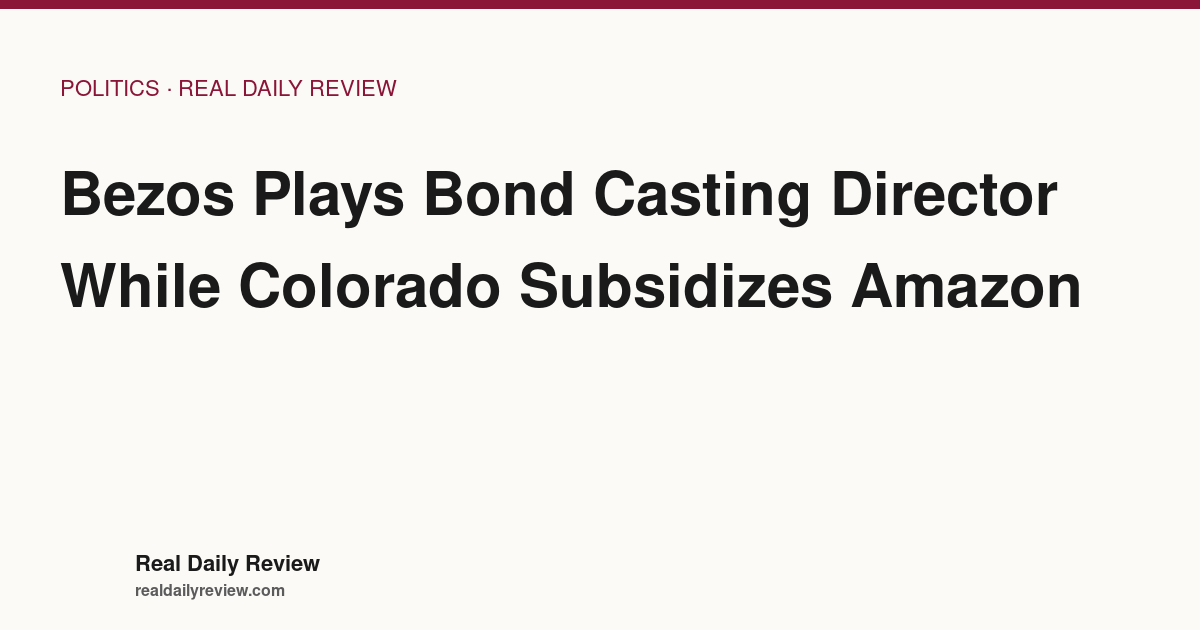 POLITICS · REAL DAILY REVIEW
Bezos Plays Bond Casting Director
While Colorado Subsidizes Amazon
Real Daily Review
realdailyreview.com